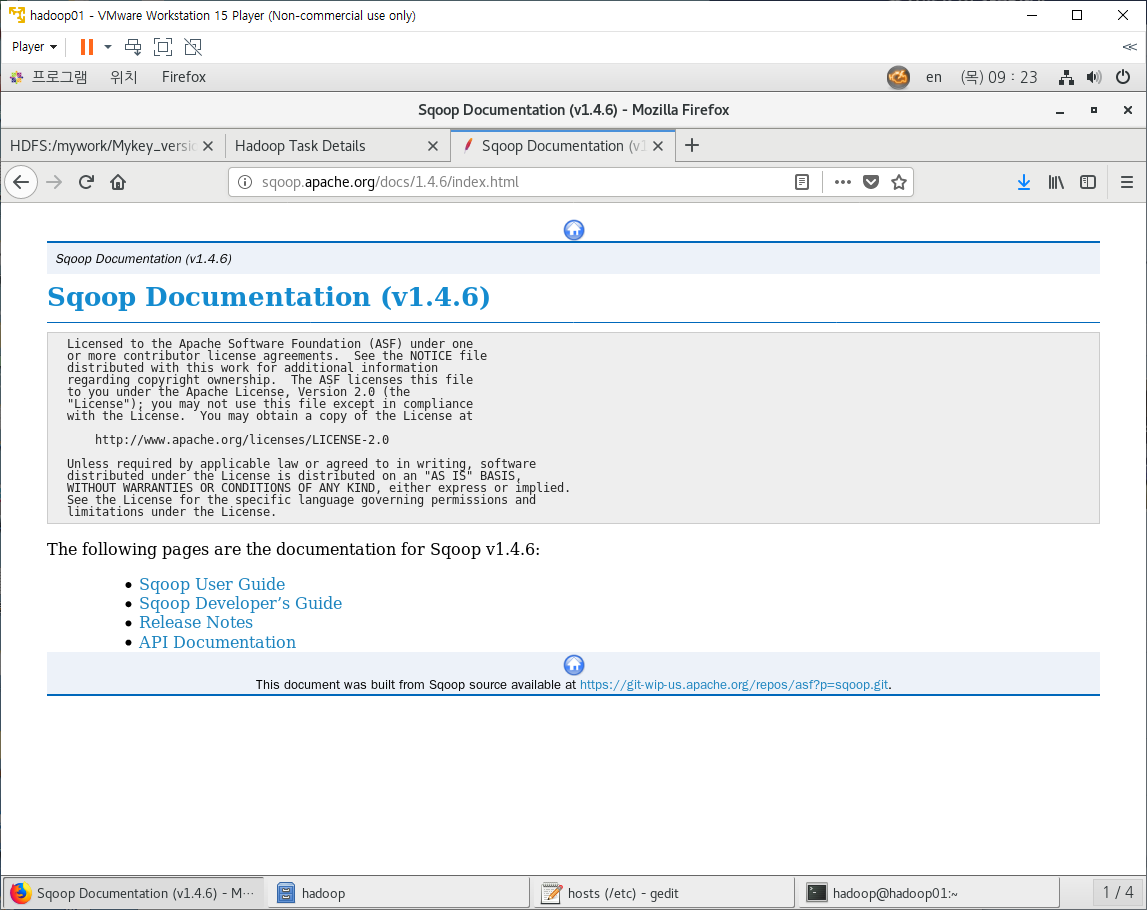 hadoop01 - VMware Workstation 15 Player (Non-commercial use only)
Player
프로그램 위치 Firefox en (목) 09 : 23
Sqoop Documentation (v1.4.6) - Mozilla Firefox
HDFS:/mywork/Mykey_versi Hadoop Task Details Sqoop Documentation (v1
sqoop.apache.org/docs/1.4.6/index.html
Sqoop Documentation (v1.4.6)
Sqoop Documentation (v1.4.6)
Licensed to the Apache Software Foundation (ASF) under one
or more contributor license agreements.  See the NOTICE file
distributed with this work for additional information
regarding copyright ownership.  The ASF licenses this file
to you under the Apache License, Version 2.0 (the
"License"); you may not use this file except in compliance
with the License.  You may obtain a copy of the License at
http://www.apache.org/licenses/LICENSE-2.0
Unless required by applicable law or agreed to in writing, software
distributed under the License is distributed on an "AS IS" BASIS,
WITHOUT WARRANTIES OR CONDITIONS OF ANY KIND, either express or implied.
See the License for the specific language governing permissions and
limitations under the License.
The following pages are the documentation for Sqoop v1.4.6:
• Sqoop User Guide
• Sqoop Developer’s Guide
• Release Notes
• API Documentation
This document was built from Sqoop source available at https://git-wip-us.apache.org/repos/asf?p=sqoop.git.
Sqoop Documentation (v1.4.6) - M··· hadoop hosts (/etc) - gedit hadoop@hadoop01:~ 1 / 4